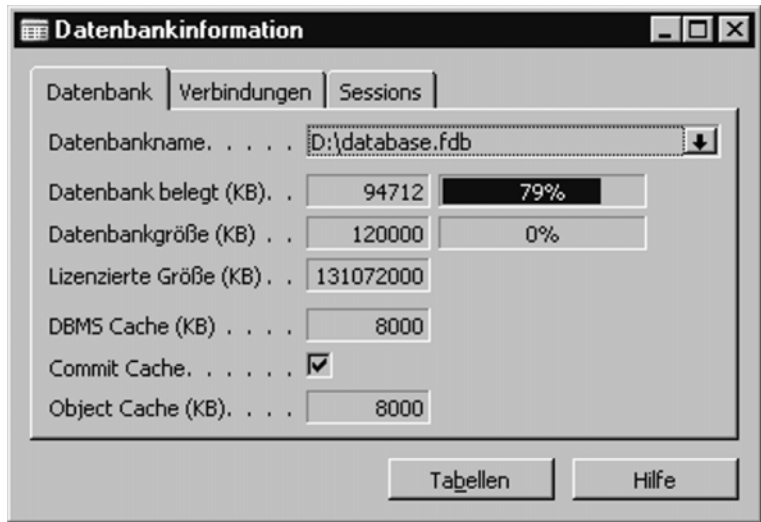 Datenbankinformation
Datenbank Verbindungen Sessions
Datenbankname. . . . . D:\database.fdb
Datenbank belegt (KB). . 94712 79%
Datenbankgröße (KB) . . 120000 0%
Lizenzierte Größe (KB). . 131072000
DBMS Cache (KB) . . . . 8000
Commit Cache. . . . . .
Object Cache (KB). . . . 8000
Tabellen Hilfe